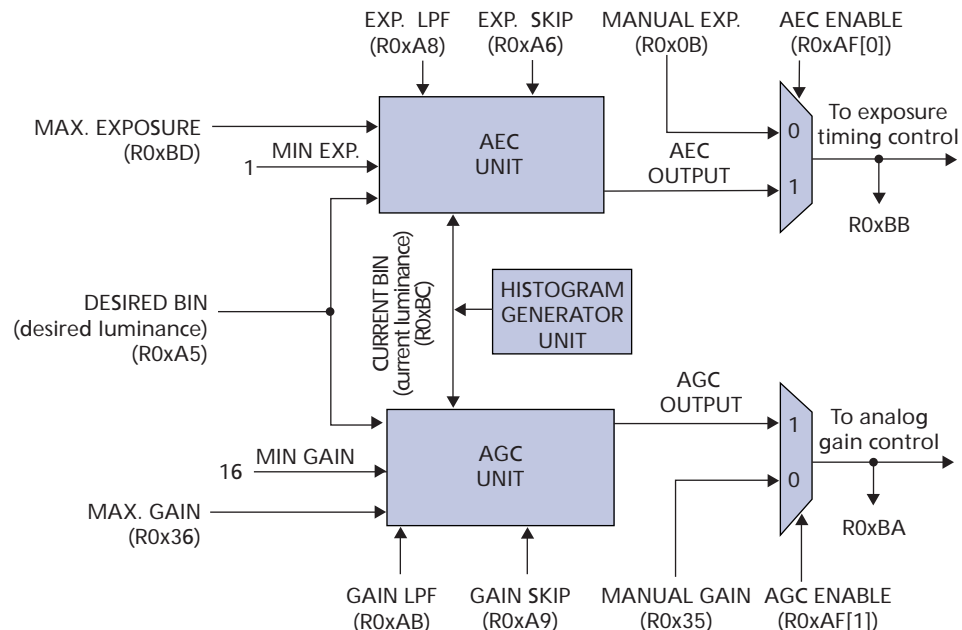 EXP. LPF
(R0xA8)
EXP. SKIP
(R0xA6)
MANUAL EXP.
(R0x0B)
AEC ENABLE
(R0xAF[0])
MAX. EXPOSURE
(R0xBD)
1
MIN EXP.
AEC
UNIT
AEC
OUTPUT
0
1
To exposure
timing control
R0xBB
DESIRED BIN
(desired luminance)
(R0xA5)
CURRENT BIN
(current luminance)
(R0xBC)
HISTOGRAM
GENERATOR
UNIT
16
MIN GAIN
MAX. GAIN
(R0x36)
AGC
UNIT
AGC
OUTPUT
1
0
To analog
gain control
R0xBA
GAIN LPF
(R0xAB)
GAIN SKIP
(R0xA9)
MANUAL GAIN
(R0x35)
AGC ENABLE
(R0xAF[1])